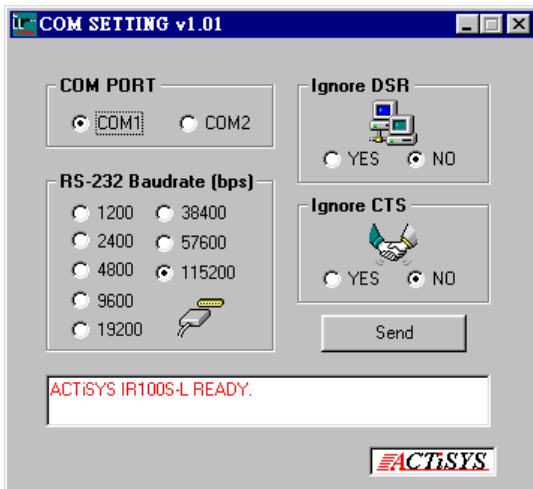 COM SETTING v1.01
COM PORT
COM1 COM2
Ignore DSR
YES NO
RS-232 Baudrate (bps)
1200 38400
2400 57600
4800 115200
9600
19200
Ignore CTS
YES NO
Send
ACTiSYS IR100S-L READY.
ACTiSYS